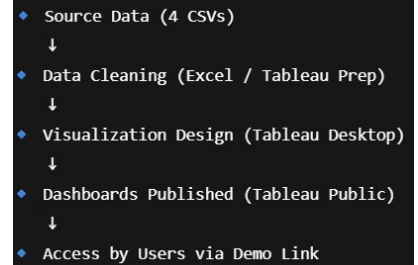 🔹 Source Data (4 CSVs)
↓
🔹 Data Cleaning (Excel / Tableau Prep)
↓
🔹 Visualization Design (Tableau Desktop)
↓
🔹 Dashboards Published (Tableau Public)
↓
🔹 Access by Users via Demo Link